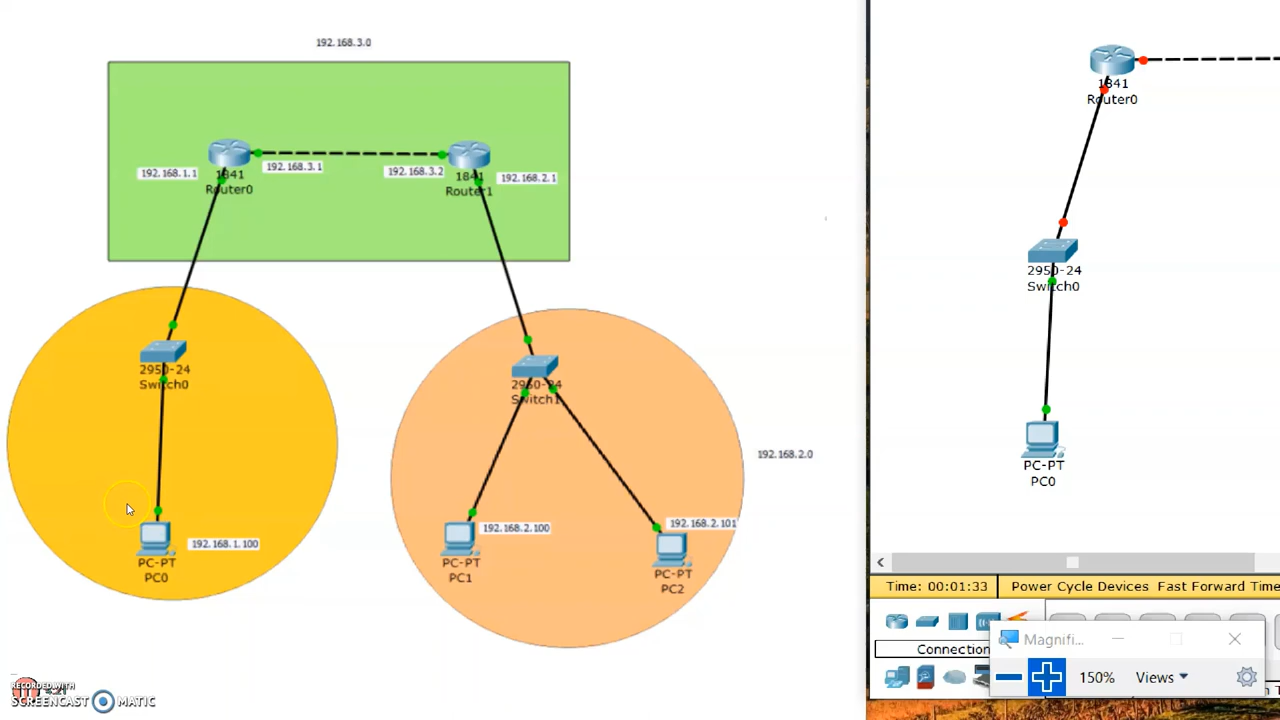 192.168.3.0
192.168.1.1
192.168.3.1
192.168.3.2
192.168.2.1
1841
Router0
1841
Router1
2950-24
Switch0
2950-24
Switch1
192.168.2.0
192.168.1.100
192.168.2.100
192.168.2.101
PC-PT
PC0
PC-PT
PC1
PC-PT
PC2
RECORDED WITH
SCREENCAST MATIC
1841
Router0
2950-24
Switch0
PC-PT
PC0
Time: 00:01:33 Power Cycle Devices Fast Forward Time
Connection
Magnifi...
150% Views